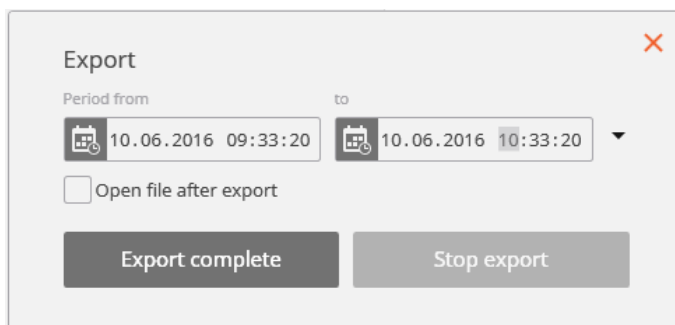 Export
Period from to
10.06.2016 09:33:20 10.06.2016 10:33:20
Open file after export
Export complete Stop export